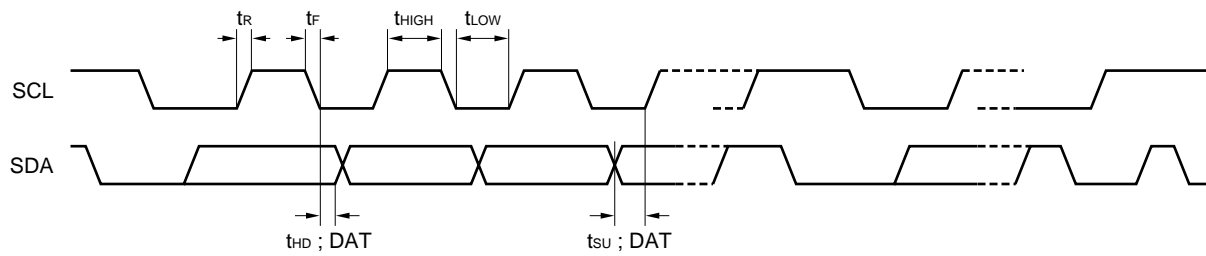 tR tF tHIGH tLOW
SCL
SDA
tHD ; DAT tSU ; DAT